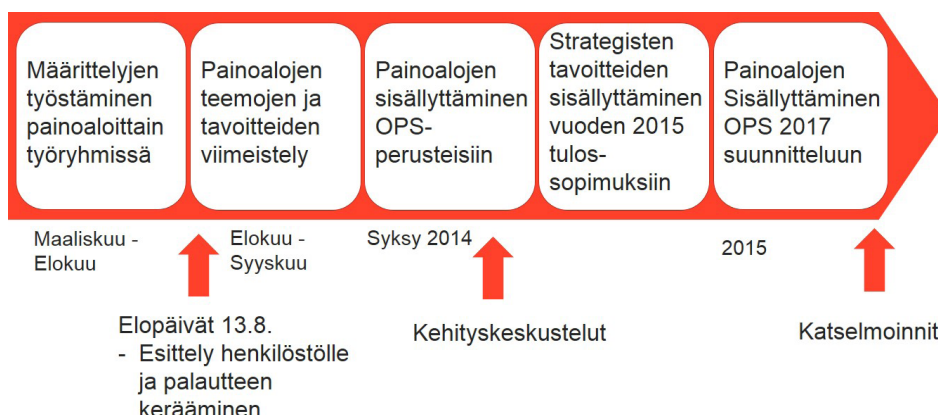 Määrittelyjen
työstäminen
painoaloittain
työryhmissä
Painoalojen
teemojen ja
tavoitteiden
viimeistely
Painoalojen
sisällyttäminen
OPS-
perusteisiin
Strategisten
tavoitteiden
sisällyttäminen
vuoden 2015
tulos-
sopimuksiin
Painoalojen
Sisällyttäminen
OPS 2017
suunnitteluun
Maaliskuu -
Elokuu
Elokuu -
Syyskuu
Syksy 2014
2015
Elopäivät 13.8.
- Esittely henkilöstölle
ja palautteen
kerääminen
Kehityskeskustelut
Katselmoinnit